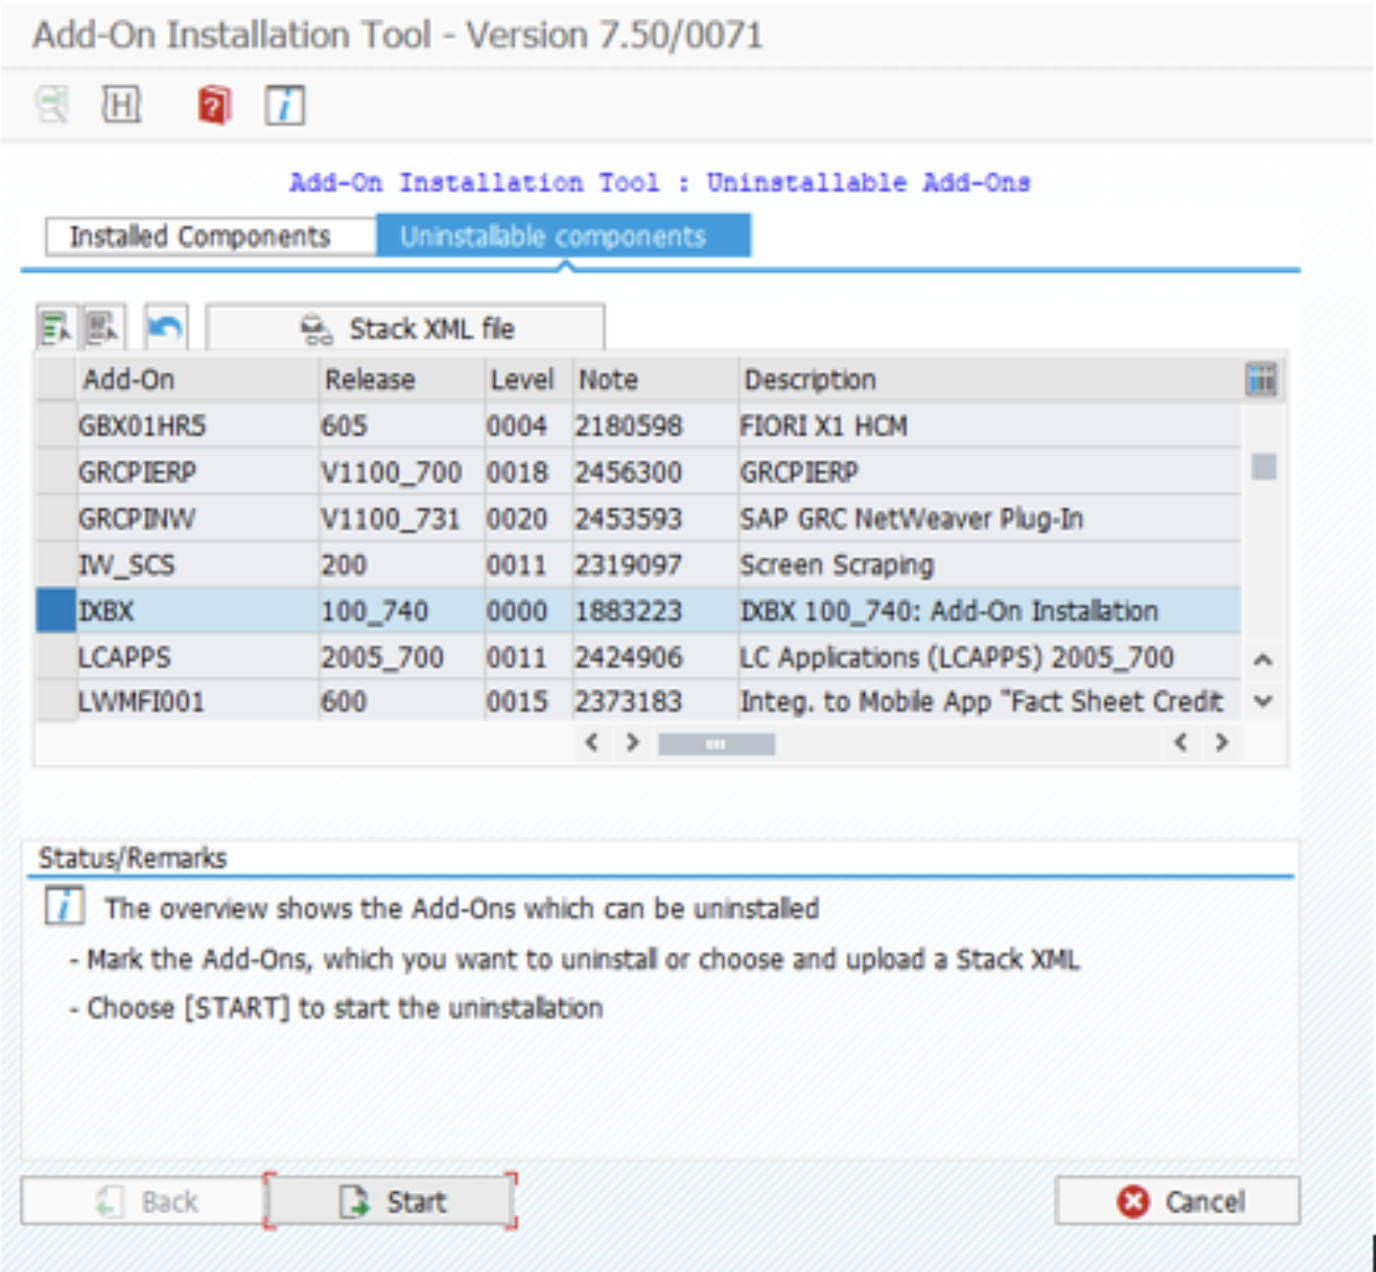 Add-On Installation Tool - Version 7.50/0071
Add-On Installation Tool : Uninstallable Add-Ons
Installed Components Uninstallable components
Stack XML file
Add-On Release Level Note Description
GBX01HR5 605 0004 2180598 FIORI X1 HCM
GRCPIERP V1100_700 0018 2456300 GRCPIERP
GRCPINW V1100_731 0020 2453593 SAP GRC NetWeaver Plug-In
IW_SCS 200 0011 2319097 Screen Scraping
IXBX 100_740 0000 1883223 IXBX 100_740: Add-On Installation
LCAPPS 2005_700 0011 2424906 LC Applications (LCAPPS) 2005_700
LWMFI001 600 0015 2373183 Integ. to Mobile App "Fact Sheet Credit
Status/Remarks
The overview shows the Add-Ons which can be uninstalled
- Mark the Add-Ons, which you want to uninstall or choose and upload a Stack XML
- Choose [START] to start the uninstallation
Back Start Cancel